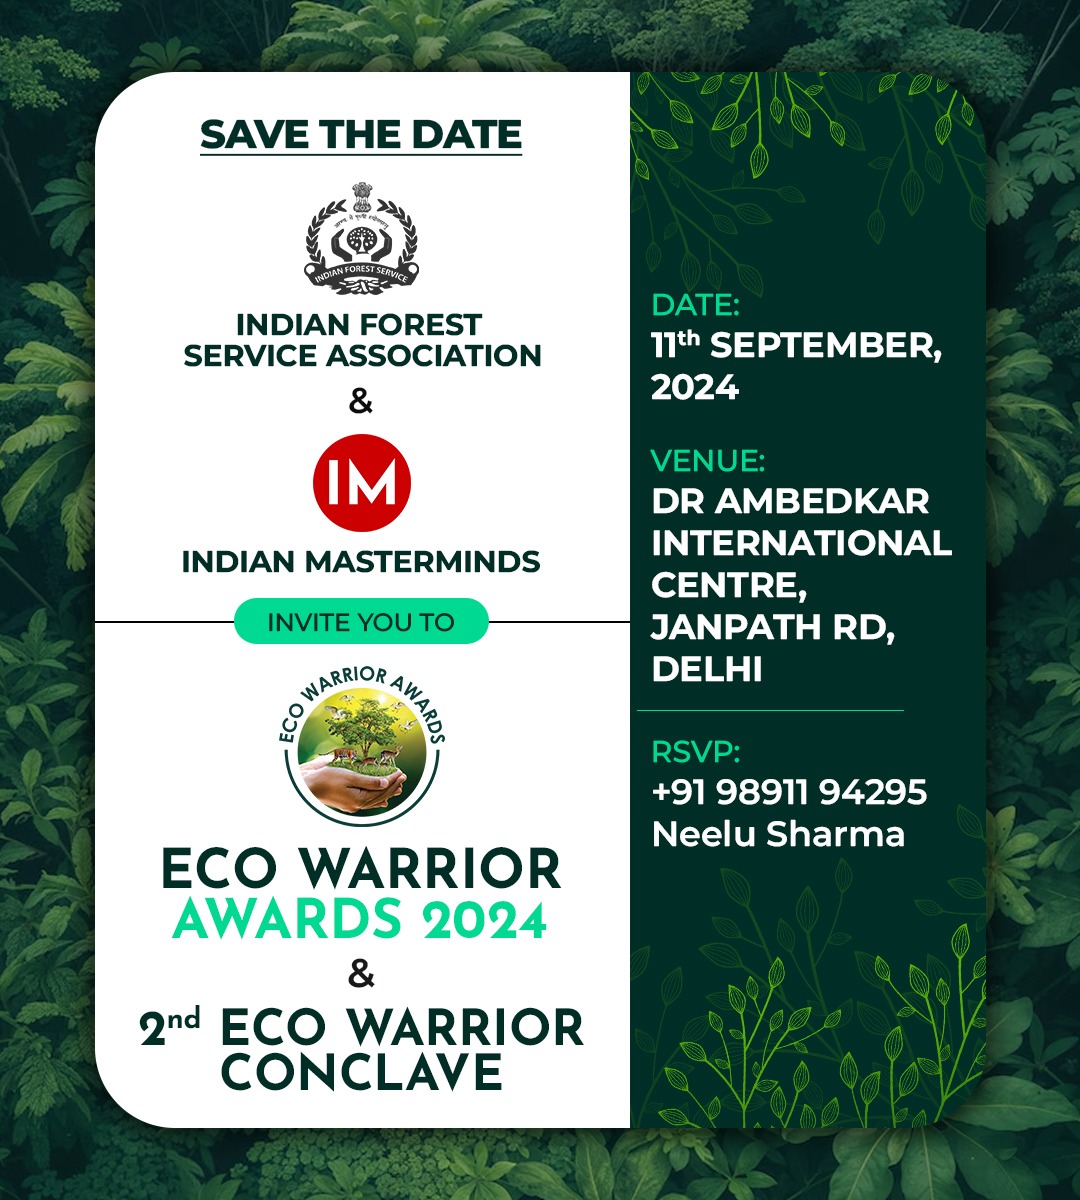 SAVE THE DATE
INDIAN FOREST SERVICE
INDIAN FOREST
SERVICE ASSOCIATION
&
IM
INDIAN MASTERMINDS
INVITE YOU TO
ECO WARRIOR AWARDS
ECO WARRIOR
AWARDS 2024
&
2nd ECO WARRIOR
CONCLAVE
DATE:
11th SEPTEMBER,
2024
VENUE:
DR AMBEDKAR
INTERNATIONAL
CENTRE,
JANPATH RD,
DELHI
RSVP:
+91 98911 94295
Neelu Sharma